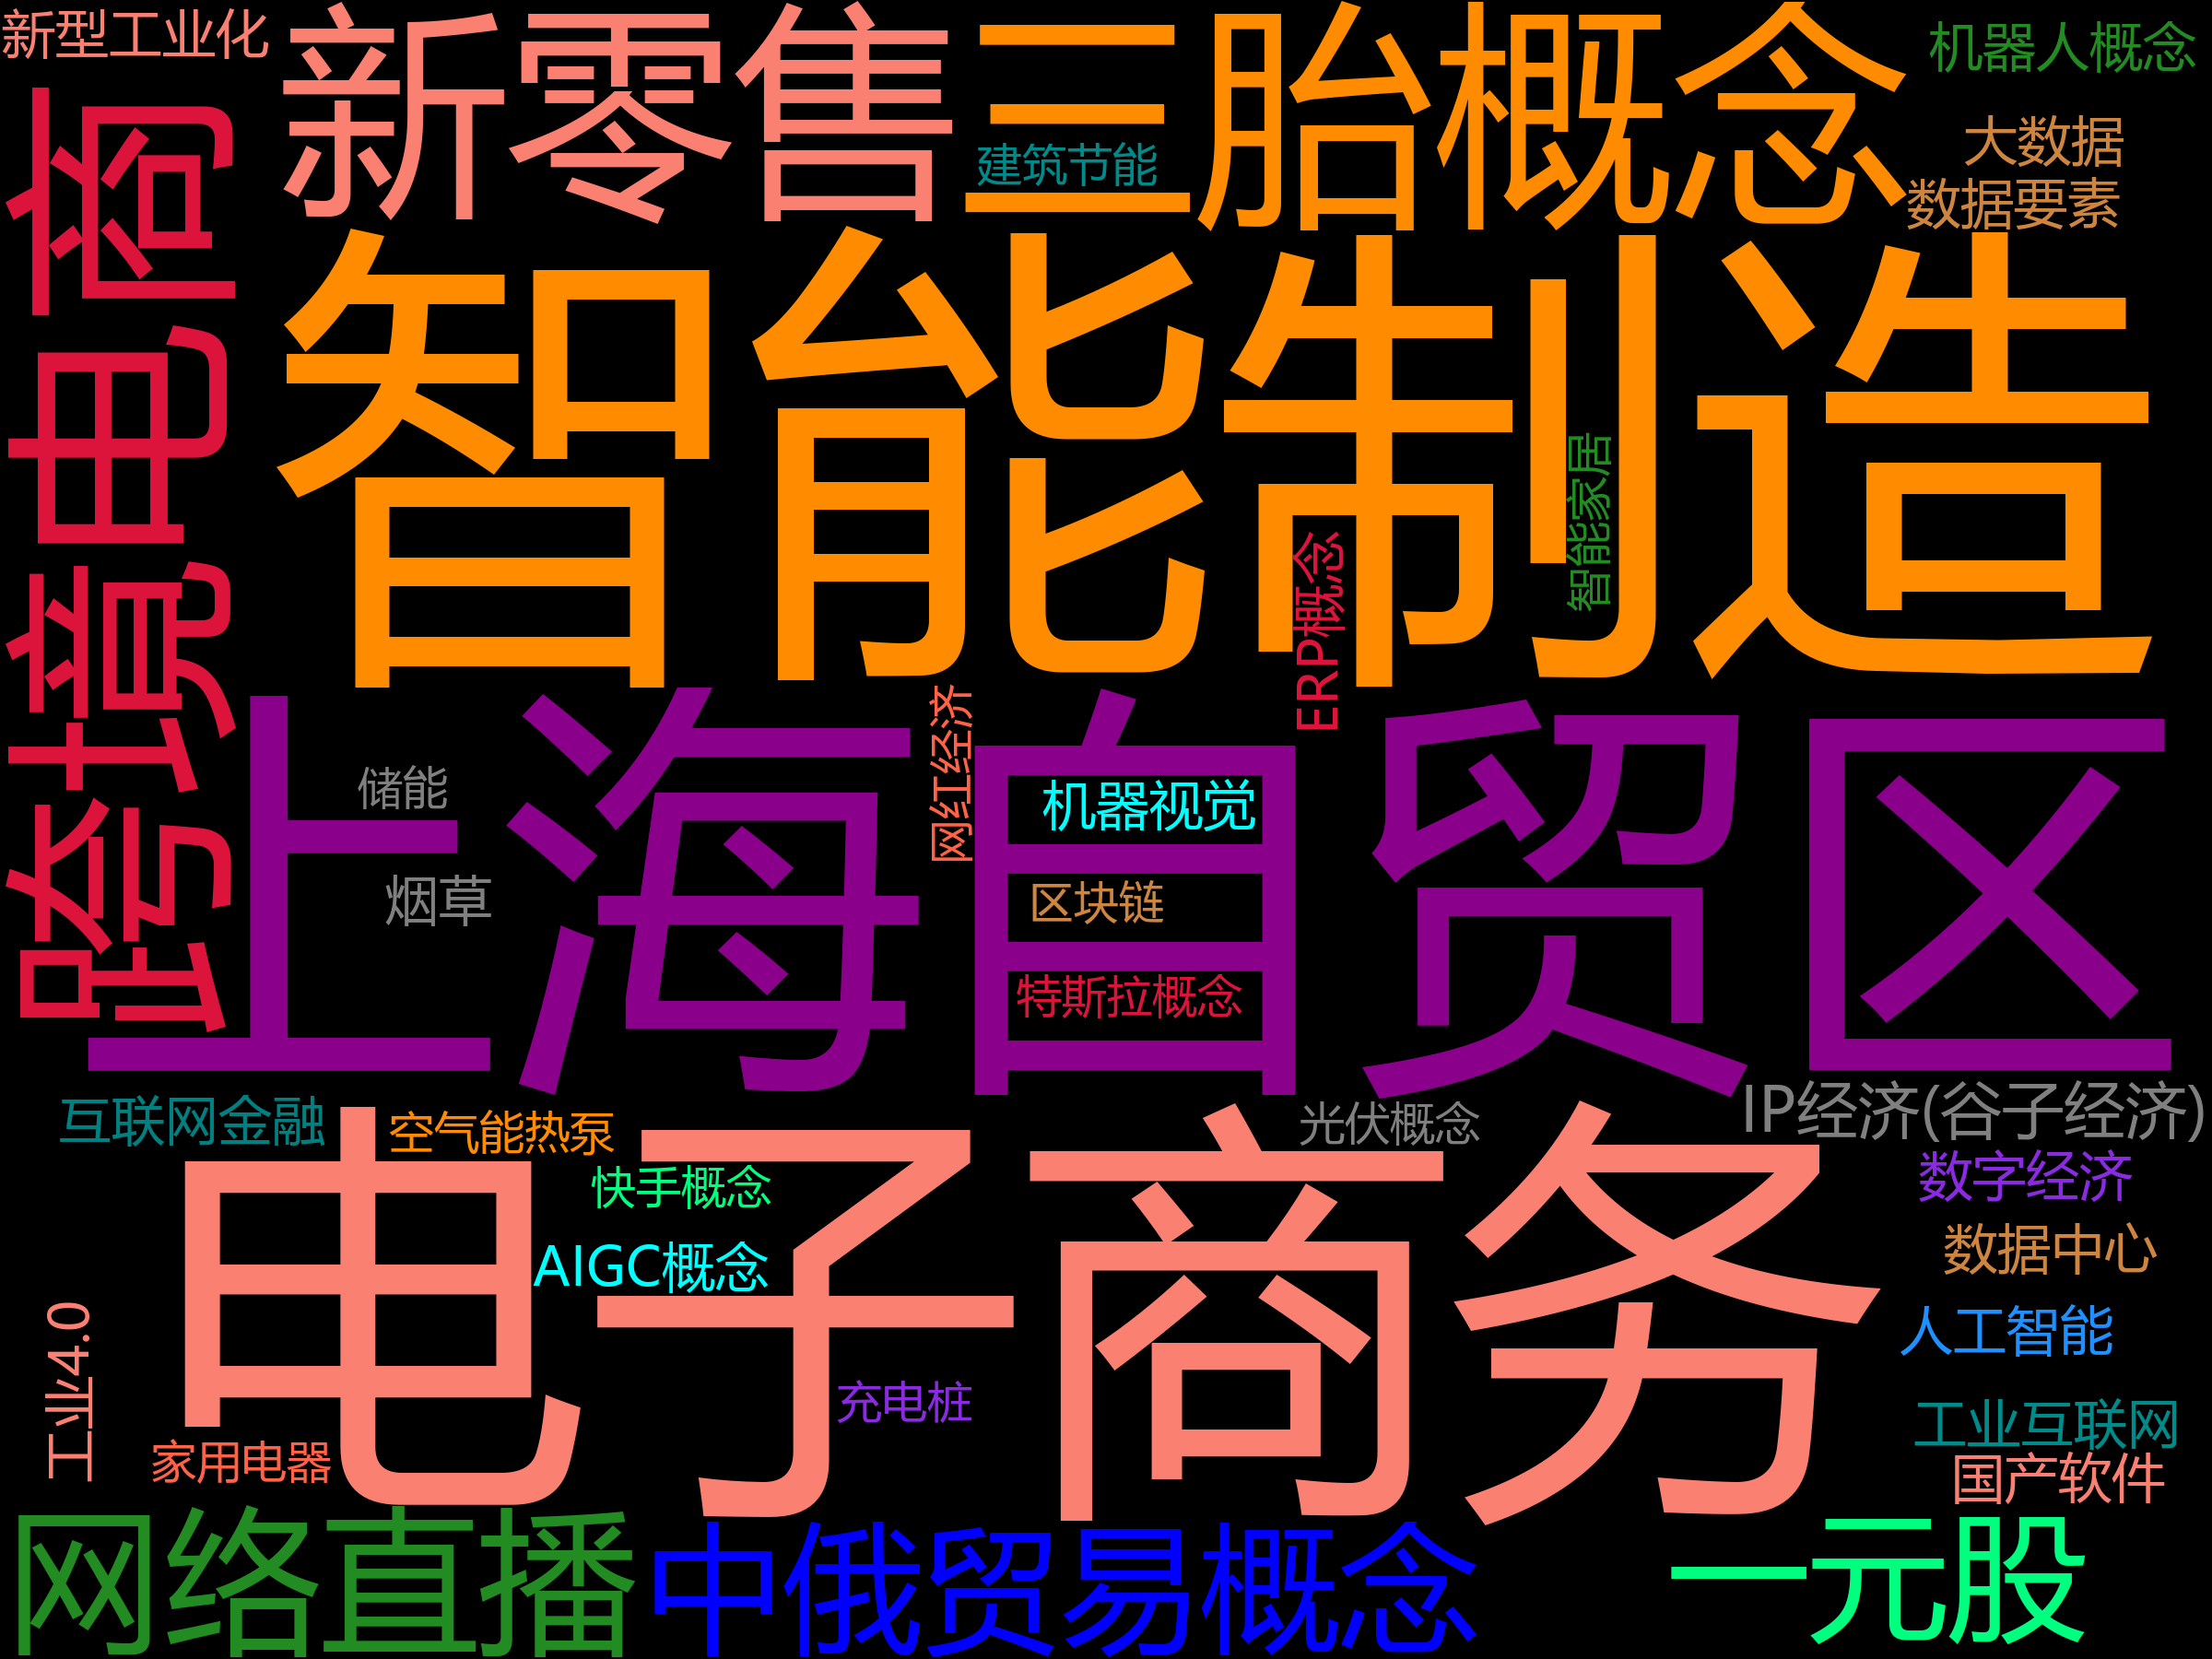 新型工业化
新零售
三胎概念
机器人概念
大数据
数据要素
建筑节能
跨境电商
智能制造
智能家居
ERP概念
上海自贸区
网红经济
储能
烟草
机器视觉
区块链
特斯拉概念
互联网金融
空气能热泵
光伏概念
IP经济(谷子经济)
快手概念
数字经济
AIGC概念
电子商务
数据中心
人工智能
工业4.0
充电桩
工业互联网
家用电器
国产软件
网络直播
中俄贸易概念
一元股